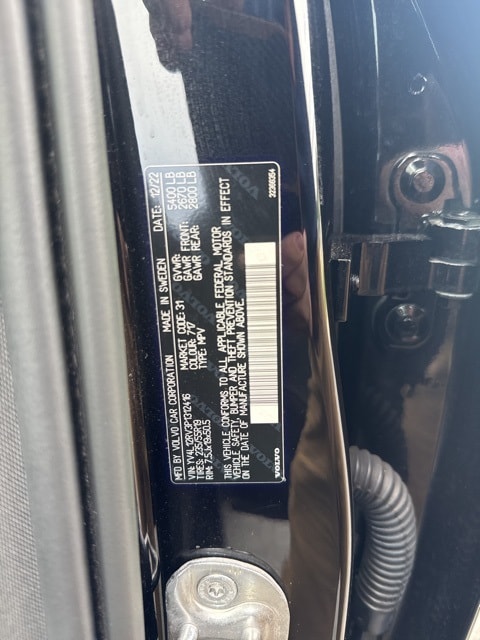 MFD BY VOLVO CAR CORPORATION MADE IN SWEDEN DATE: 12/22
VIN: YV4L12RV3P1312416 MARKET CODE: 31 GVWR: 5400 LB
TIRES: 235/55R19 COLOUR: 717 GAWR FRONT: 2670 LB
RIM: 7.5Jx19x50.5 TYPE: MPV GAWR REAR: 2800 LB
THIS VEHICLE CONFORMS TO ALL APPLICABLE FEDERAL MOTOR
VEHICLE SAFETY, BUMPER AND THEFT PREVENTION STANDARDS IN EFFECT
ON THE DATE OF MANUFACTURE SHOWN ABOVE.
VOLVO